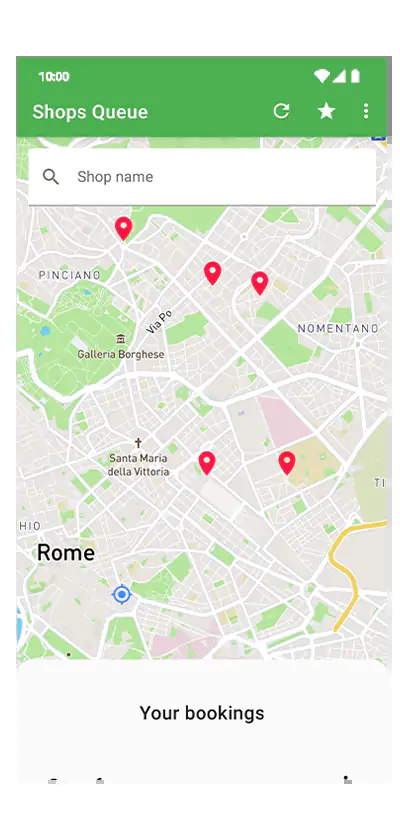 10:00
Shops Queue
Shop name
PINCIANO
Via Po
NOMENTANO
Galleria Borghese
Santa Maria
della Vittoria
TI
HIO
Rome
Your bookings